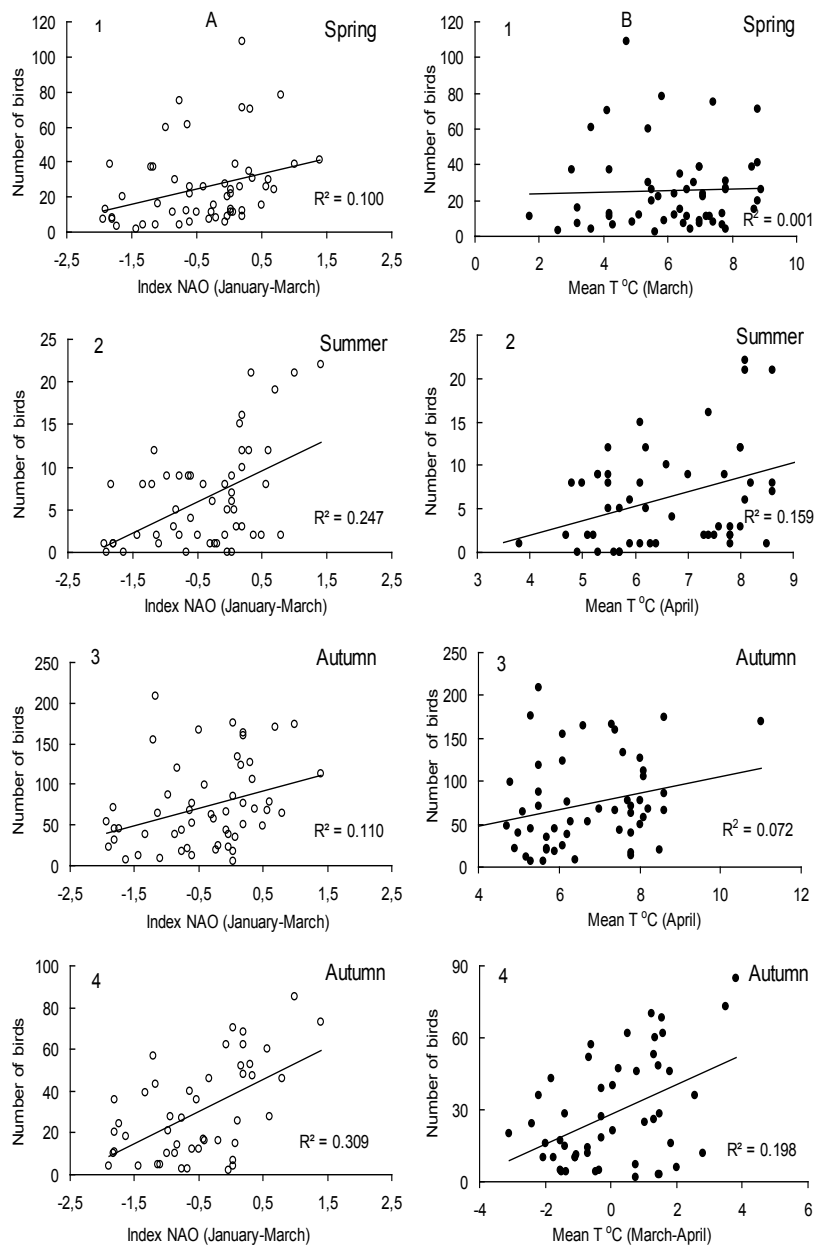 1 A Spring
Number of birds
120
100
80
60
40
20
0
R² = 0.100
-2,5 -1,5 -0,5 0,5 1,5 2,5
Index NAO (January-March)
1 B Spring
Number of birds
120
100
80
60
40
20
0
R² = 0.001
0 2 4 6 8 10
Mean T °C (March)
2 Summer
Number of birds
25
20
15
10
5
0
R² = 0.247
-2,5 -1,5 -0,5 0,5 1,5 2,5
Index NAO (January-March)
2 Summer
Number of birds
25
20
15
10
5
0
R² = 0.159
3 4 5 6 7 8 9
Mean T °C (April)
3 Autumn
Number of birds
250
200
150
100
50
0
R² = 0.110
-2,5 -1,5 -0,5 0,5 1,5 2,5
Index NAO (January-March)
3 Autumn
Number of birds
250
200
150
100
50
0
R² = 0.072
4 6 8 10 12
Mean T °C (April)
4 Autumn
Number of birds
100
80
60
40
20
0
R² = 0.309
-2,5 -1,5 -0,5 0,5 1,5 2,5
Index NAO (January-March)
4 Autumn
Number of birds
90
60
30
0
R² = 0.198
-4 -2 0 2 4 6
Mean T °C (March-April)